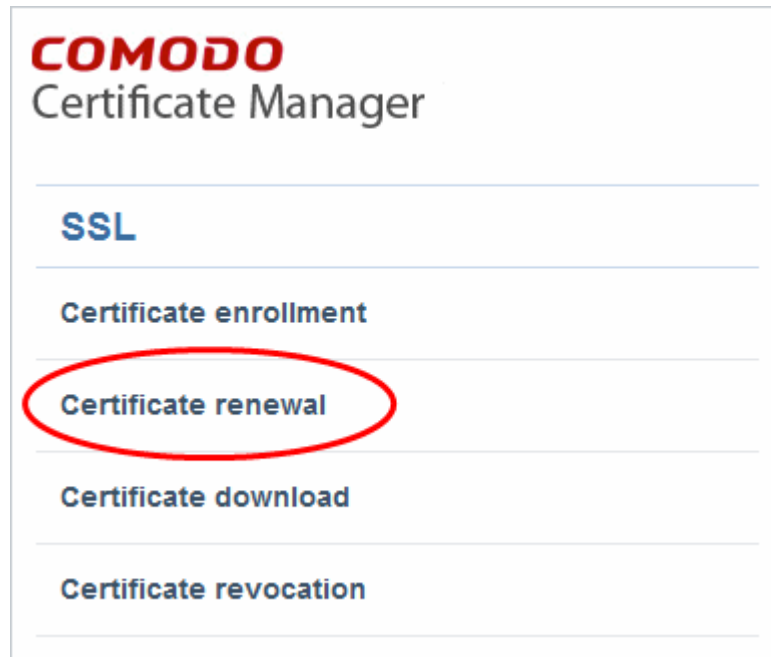 COMODO
Certificate Manager
SSL
Certificate enrollment
Certificate renewal
Certificate download
Certificate revocation